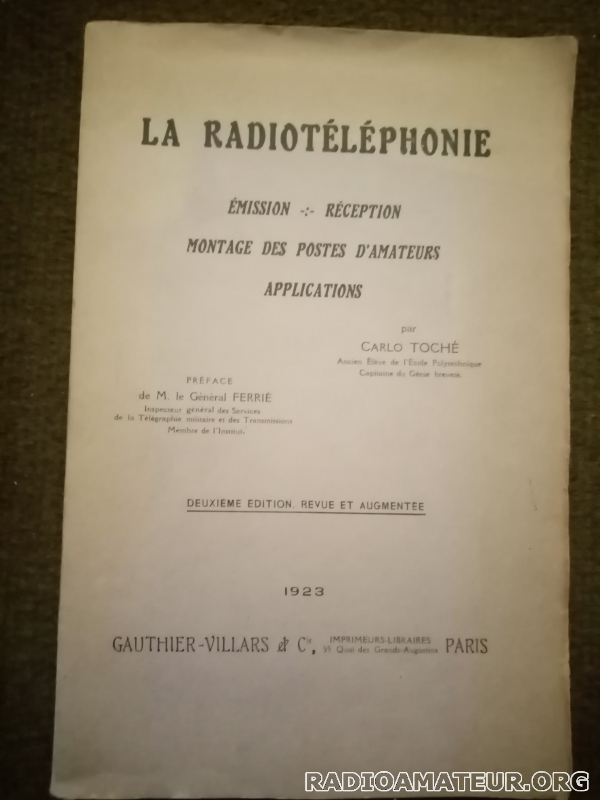 LA RADIOTÉLÉPHONIE
ÉMISSION -:- RÉCEPTION
MONTAGE DES POSTES D'AMATEURS
APPLICATIONS
par
CARLO TOCHÉ
Ancien Élève de l'École Polytechnique
Capitaine du Génie breveté.
PRÉFACE
de M. le Général FERRIÉ
Inspecteur général des Services
de la Télégraphie militaire et des Transmissions
Membre de l'Institut.
DEUXIÈME ÉDITION, REVUE ET AUGMENTÉE
1923
GAUTHIER-VILLARS & Cie, IMPRIMEURS-LIBRAIRES PARIS
55 Quai des Grands-Augustins
RADIOAMATEUR.ORG